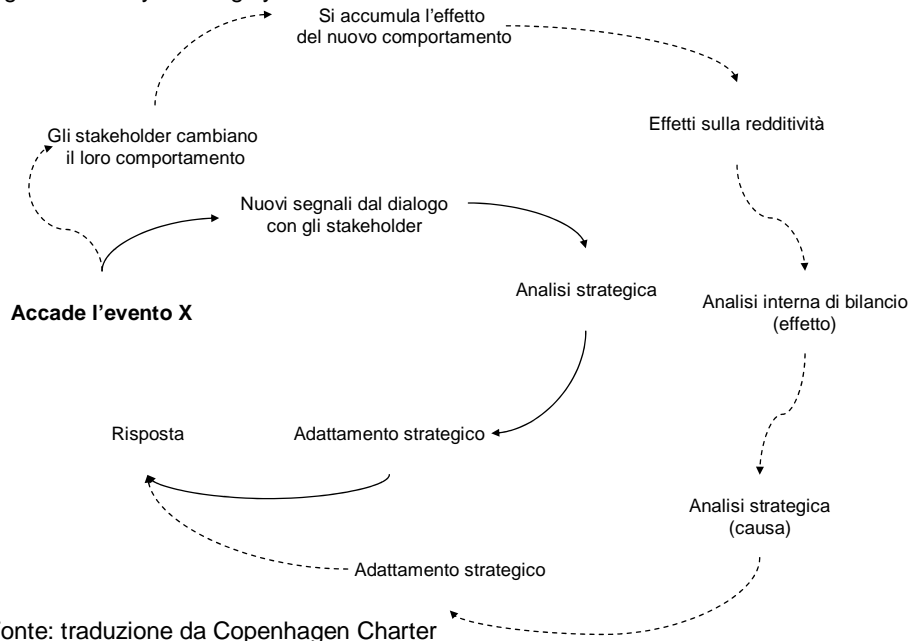 Si accumula l'effetto
del nuovo comportamento
Effetti sulla redditività
Gli stakeholder cambiano
il loro comportamento
Nuovi segnali dal dialogo
con gli stakeholder
Analisi strategica
Accade l'evento X
Analisi interna di bilancio
(effetto)
Risposta
Adattamento strategico
Analisi strategica
(causa)
Adattamento strategico
onte: traduzione da Copenhagen Charter